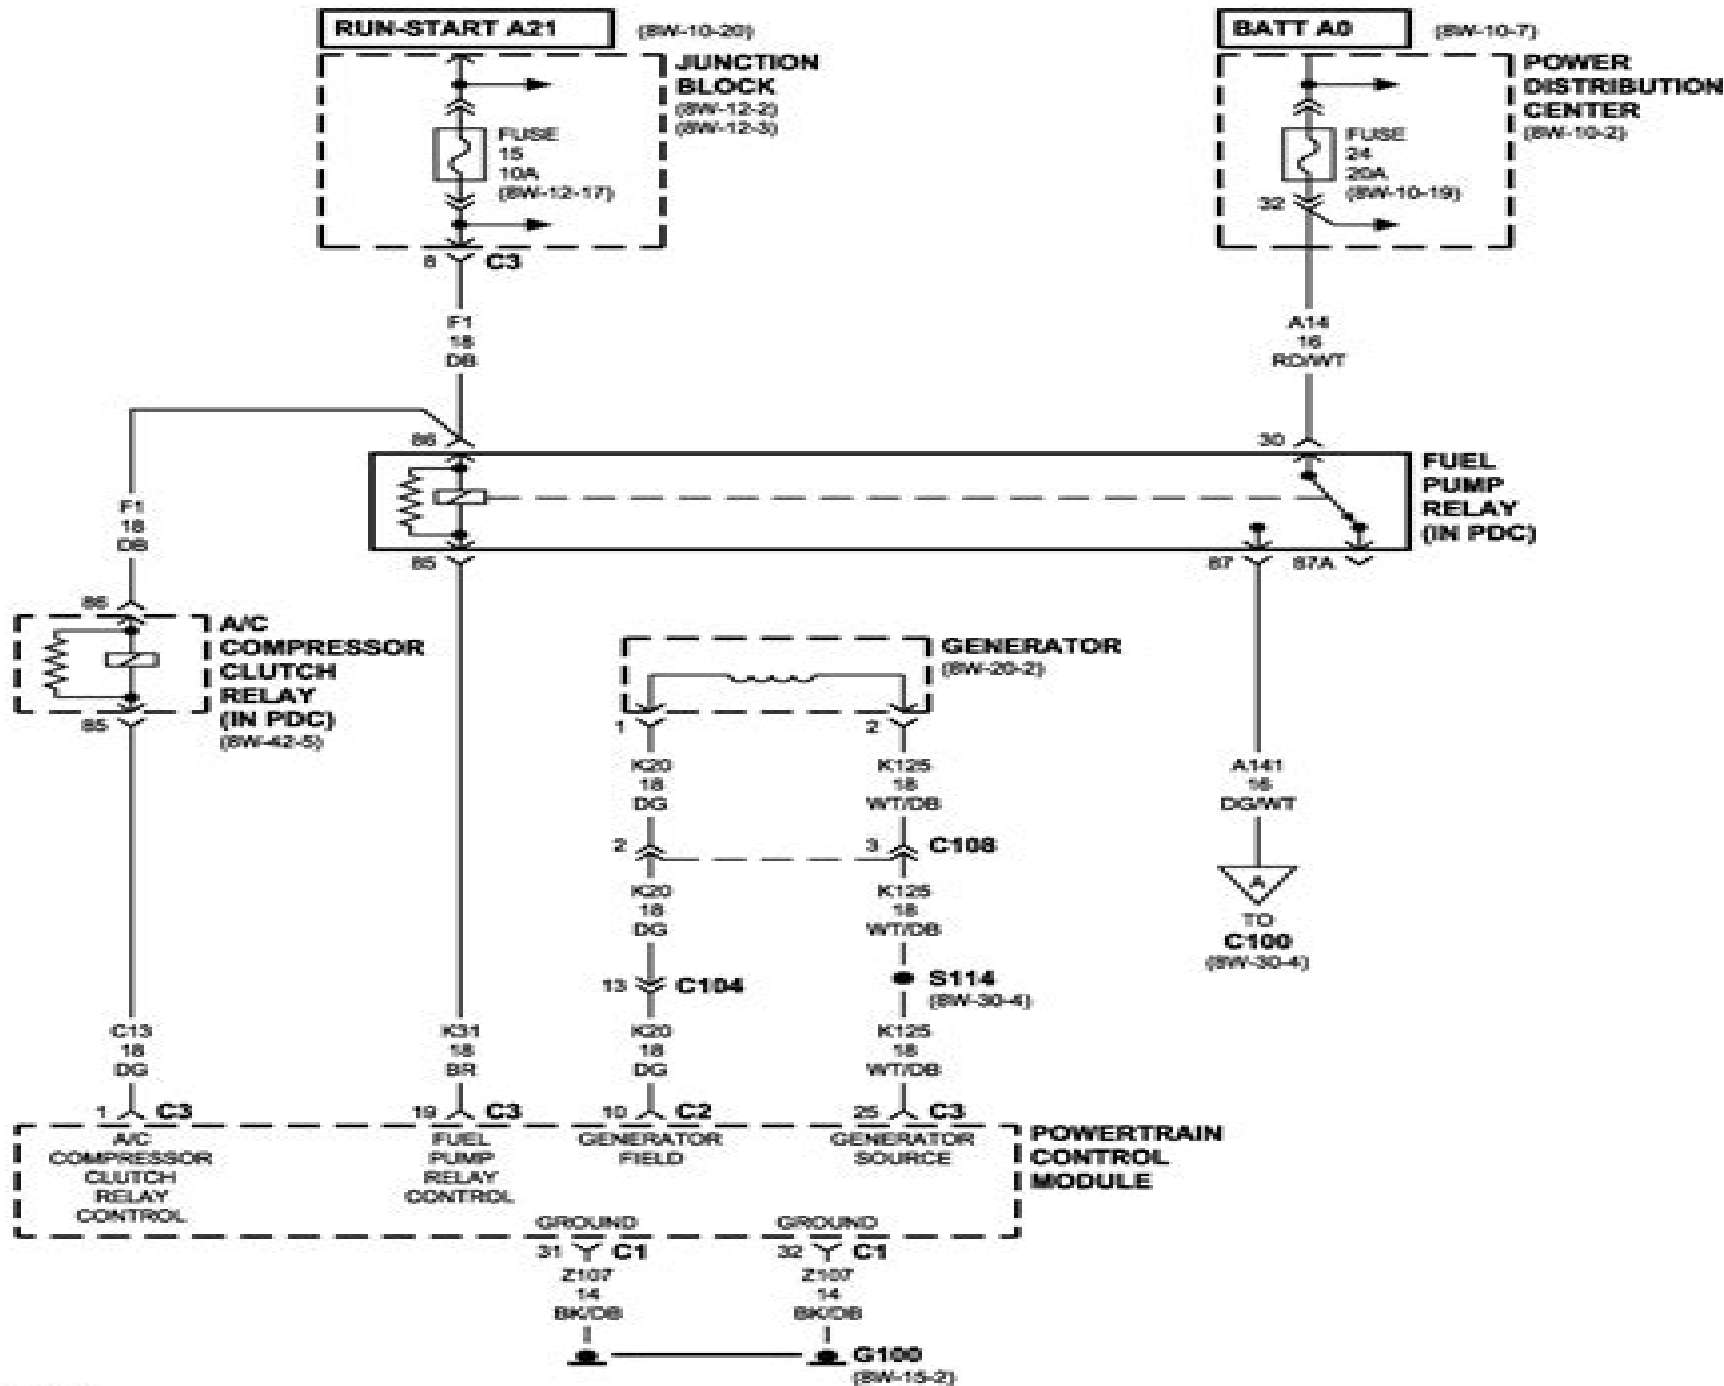 RUN-START A21
(8W-10-20)
BATT A0
(8W-10-7)
JUNCTION
BLOCK
(8W-12-2)
(8W-12-3)
FUSE
15
10A
(8W-12-17)
8
C3
POWER
DISTRIBUTION
CENTER
(8W-10-2)
FUSE
24
20A
(8W-10-19)
32
F1
18
DB
A14
16
RD/WT
86
30
FUEL
PUMP
RELAY
(IN PDC)
85
87
87A
F1
18
DB
86
A/C
COMPRESSOR
CLUTCH
RELAY
(IN PDC)
(8W-42-5)
85
GENERATOR
(8W-20-2)
1
2
K20
18
DG
K125
18
WT/DB
A141
16
DG/WT
2
3
C108
K20
18
DG
K125
18
WT/DB
A
TO
C100
(8W-30-4)
13
C104
S114
(8W-30-4)
C13
18
DG
K31
18
BR
K20
18
DG
K125
18
WT/DB
1
C3
19
C3
10
C2
25
C3
A/C
COMPRESSOR
CLUTCH
RELAY
CONTROL
FUEL
PUMP
RELAY
CONTROL
GENERATOR
FIELD
GENERATOR
SOURCE
POWERTRAIN
CONTROL
MODULE
GROUND
GROUND
31
C1
32
C1
Z107
14
BK/DB
Z107
14
BK/DB
G100
(8W-15-2)